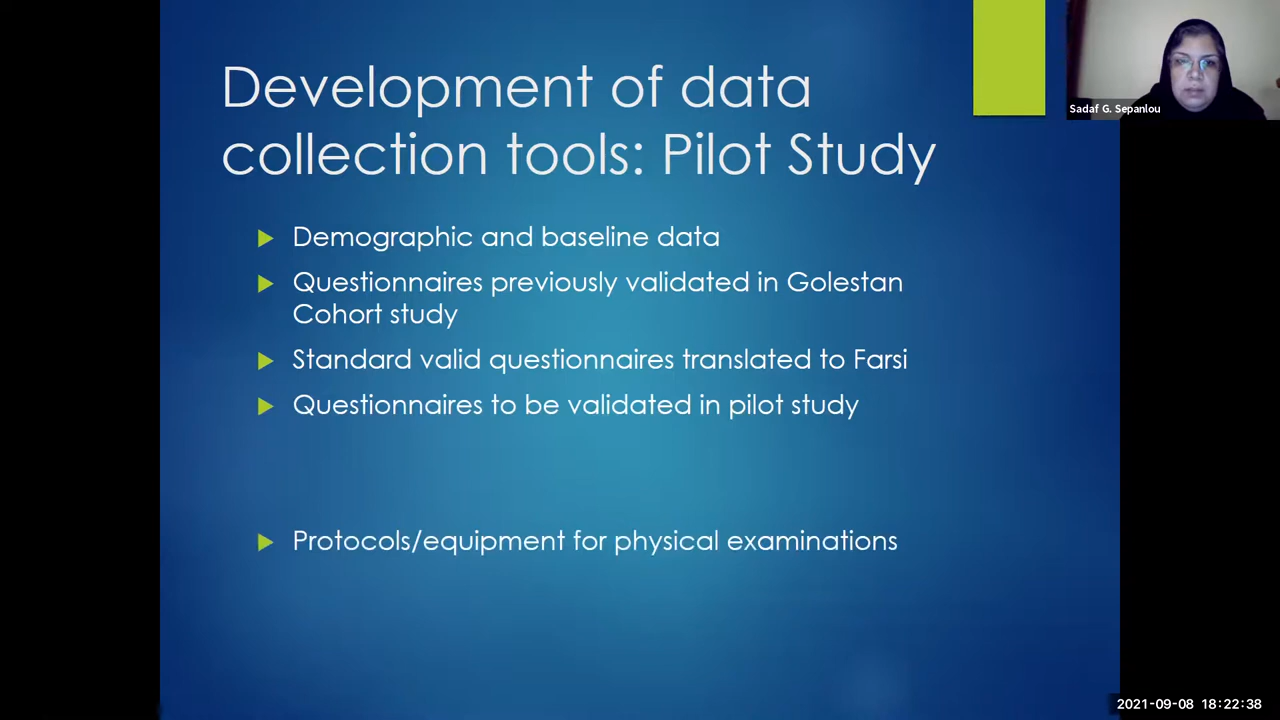 Development of data
collection tools: Pilot Study
Sadaf G. Sepanlou
Demographic and baseline data
Questionnaires previously validated in Golestan
Cohort study
Standard valid questionnaires translated to Farsi
Questionnaires to be validated in pilot study
Protocols/equipment for physical examinations
2021-09-08 18:22:38